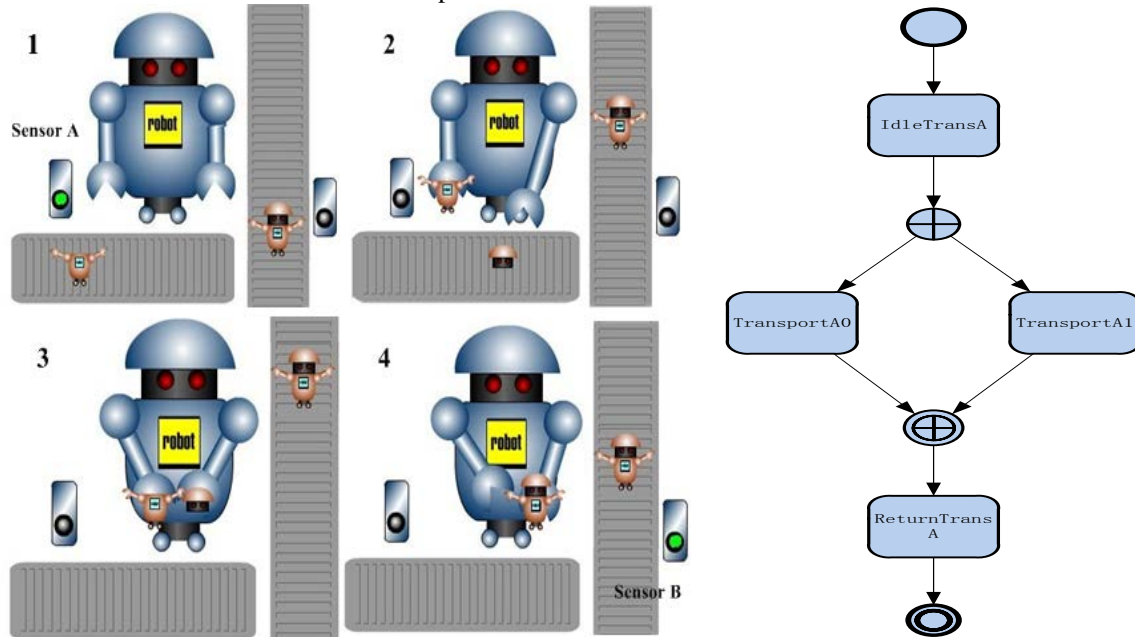 1
Sensor A
robot
2
robot
3
robot
4
robot
Sensor B
IdleTransA
TransportA0
TransportA1
ReturnTrans
A